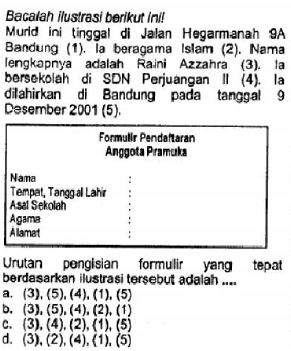 Bacalah ilustrasi berikut ini!
Murid ini tinggal di Jalan Hegarmanah 9A
Bandung (1). Ia beragama Islam (2). Nama
lengkapnya adalah Raini Azzahra (3). Ia
bersekolah di SDN Perjuangan II (4). Ia
dilahirkan di Bandung pada tanggal 9
Desember 2001 (5).
Formulir Pendaftaran
Anggota Pramuka
Nama :
Tempat, Tanggal Lahir :
Asal Sekolah :
Agama :
Alamat :
Urutan pengisian formulir yang tepat
berdasarkan ilustrasi tersebut adalah ....
a. (3), (5), (4), (1), (5)
b. (3), (5), (4), (2), (1)
c. (3), (4), (2), (1), (5)
d. (3), (2), (4), (1), (5)